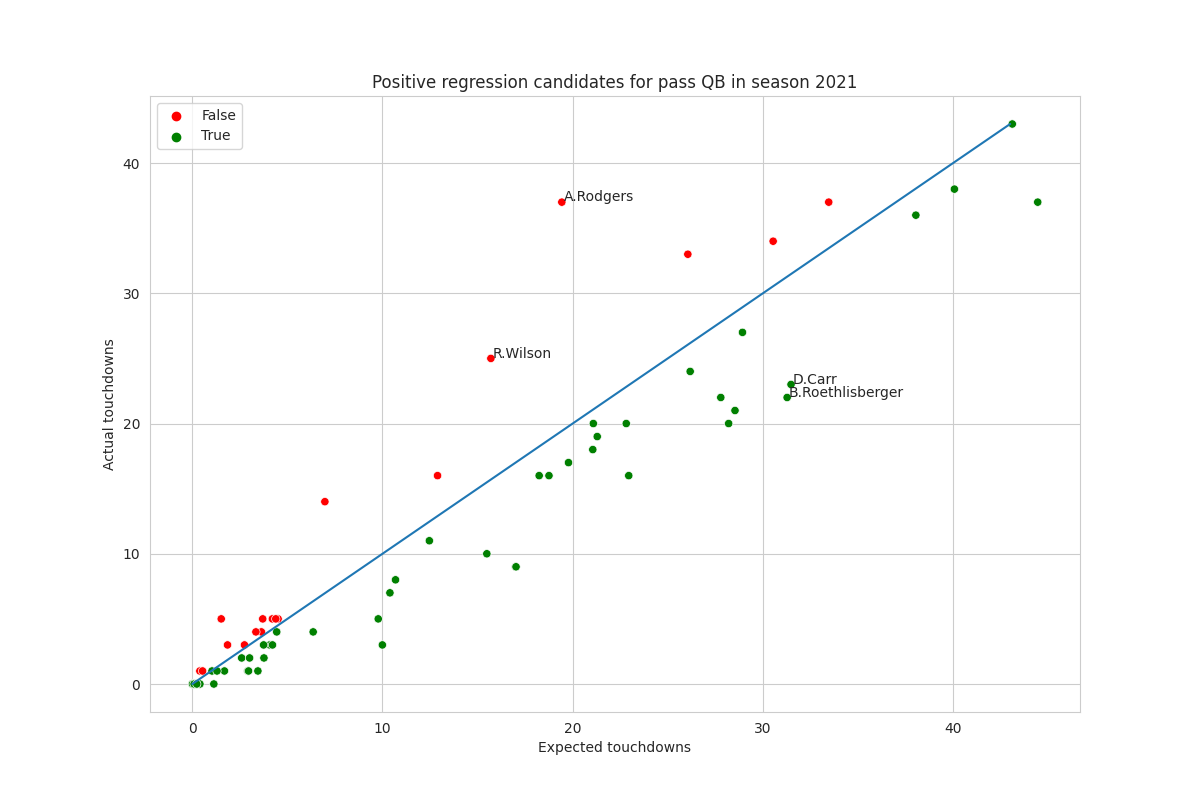 Positive regression candidates for pass QB in season 2021
False
True
A.Rodgers
R.Wilson
D.Carr
B.Roethlisberger
40
30
20
10
0
Actual touchdowns
0 10 20 30 40
Expected touchdowns